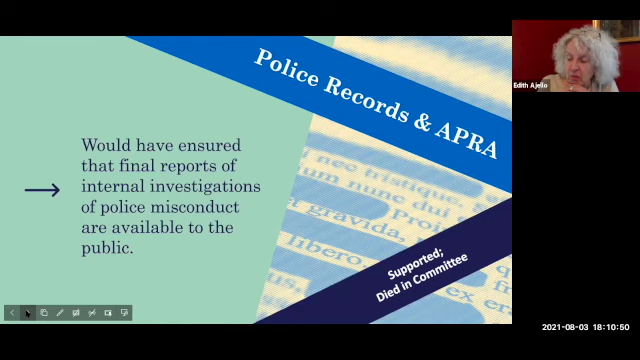 Police Records & APRA
Would have ensured
that final reports of
internal investigations
of police misconduct
are available to the
public.
nec tristique,
um nunc dui
gravida,
libero.
Supported;
Died in Committee
Edith Ajello
2021-08-03 18:10:50